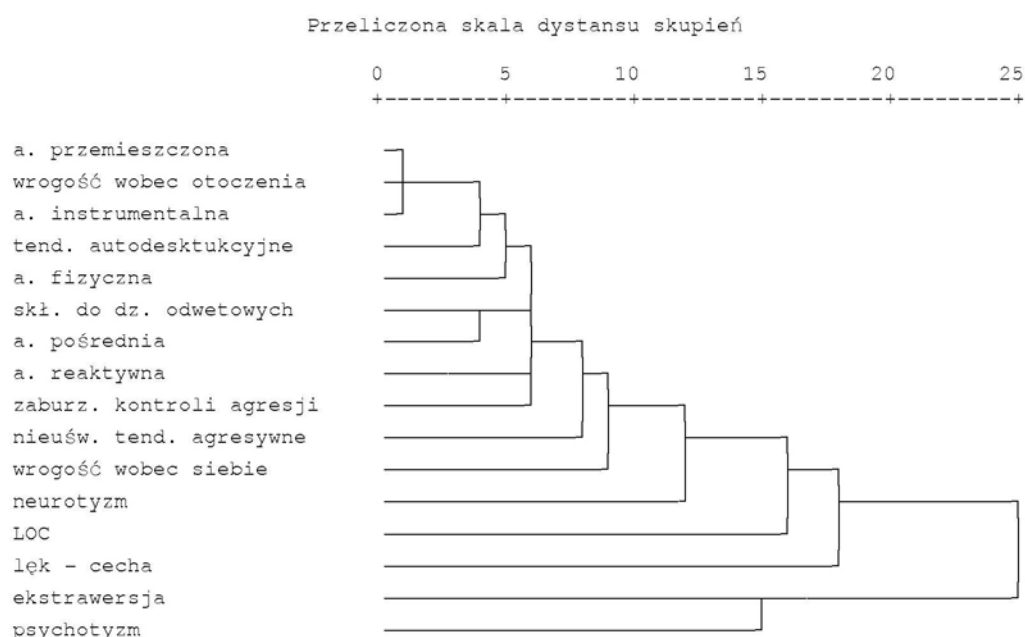 Przeliczona skala dystansu skupień
0 5 10 15 20 25
a. przemieszczona
wrogość wobec otoczenia
a. instrumentalna
tend. autodesktukcyjne
a. fizyczna
skł. do dz. odwetowych
a. pośrednia
a. reaktywna
zaburz. kontroli agresji
nieuśw. tend. agresywne
wrogość wobec siebie
neurotyzm
LOC
lęk – cecha
ekstrawersja
psychotyzm